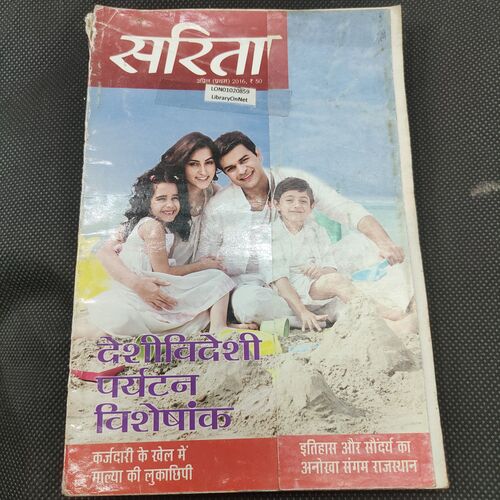 सरिता
अप्रैल (प्रथम) 2016, ₹ 50
LON01020859
LibraryOnNet
देशीविदेशी
पर्यटन
विशेषांक
कर्जदारी के खेल में
माल्या की लुकाछिपी
इतिहास और सौंदर्य का
अनोखा संगम राजस्थान